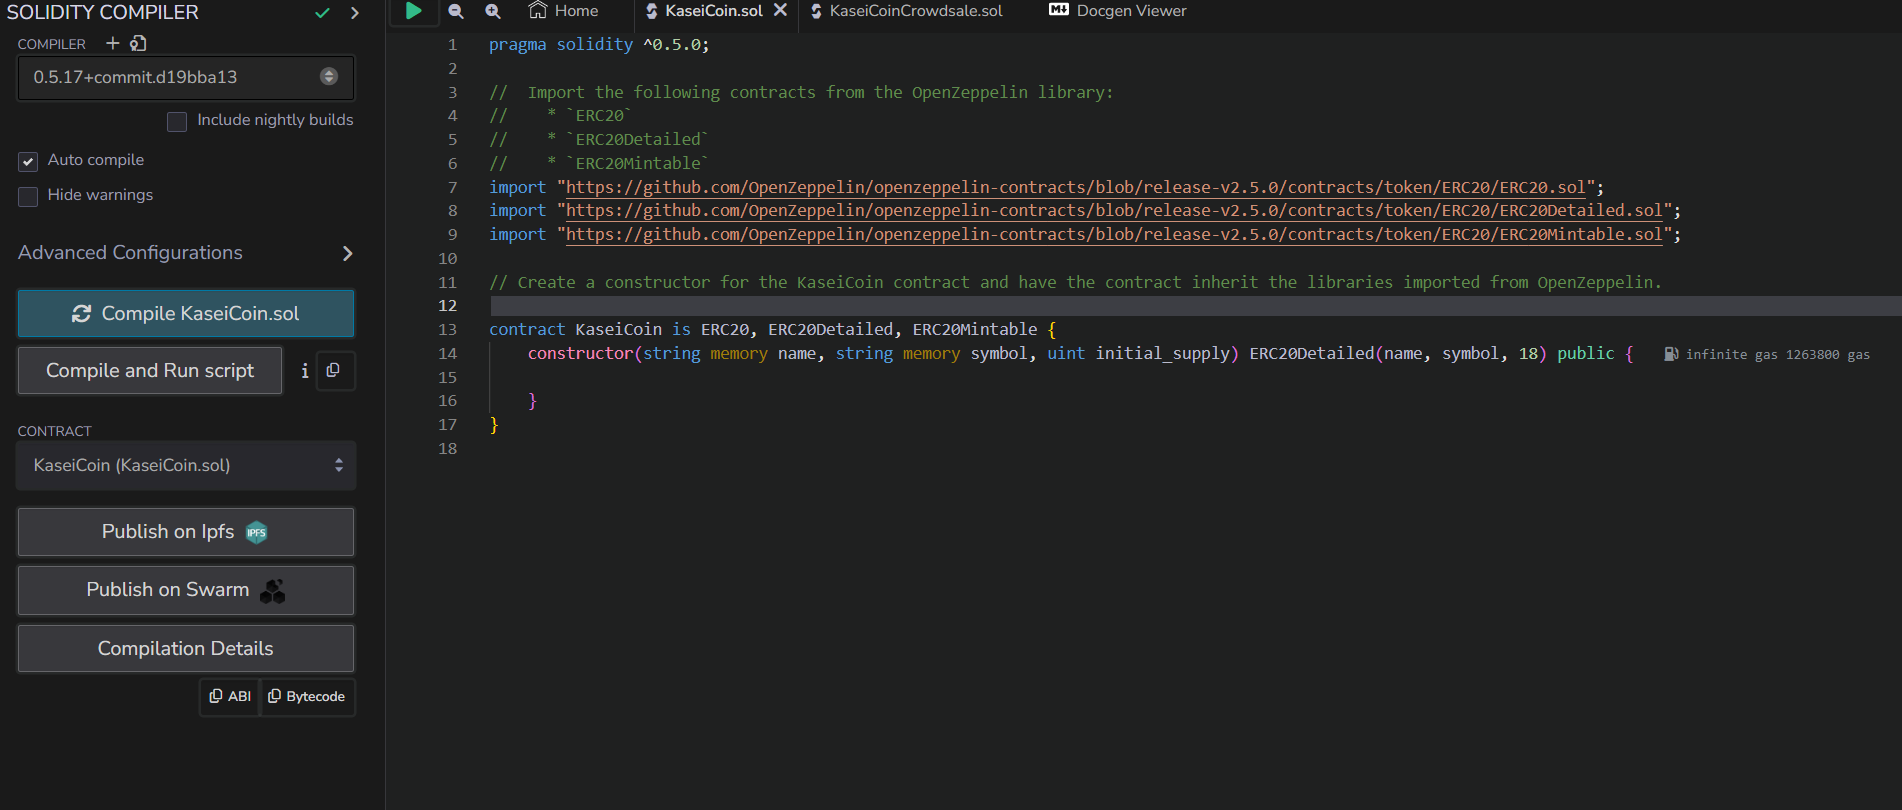 SOLIDITY COMPILER
COMPILER
0.5.17+commit.d19bba13
Include nightly builds
Auto compile
Hide warnings
Advanced Configurations
Compile KaseiCoin.sol
Compile and Run script
i
CONTRACT
KaseiCoin (KaseiCoin.sol)
Publish on Ipfs
IPFS
Publish on Swarm
Compilation Details
ABI
Bytecode
Home
KaseiCoin.sol
KaseiCoinCrowdsale.sol
M Docgen Viewer
1 pragma solidity ^0.5.0;
2
3 //  Import the following contracts from the OpenZeppelin library:
4 //    * `ERC20`
5 //    * `ERC20Detailed`
6 //    * `ERC20Mintable`
7 import "https://github.com/OpenZeppelin/openzeppelin-contracts/blob/release-v2.5.0/contracts/token/ERC20/ERC20.sol";
8 import "https://github.com/OpenZeppelin/openzeppelin-contracts/blob/release-v2.5.0/contracts/token/ERC20/ERC20Detailed.sol";
9 import "https://github.com/OpenZeppelin/openzeppelin-contracts/blob/release-v2.5.0/contracts/token/ERC20/ERC20Mintable.sol";
10
11 // Create a constructor for the KaseiCoin contract and have the contract inherit the libraries imported from OpenZeppelin.
12
13 contract KaseiCoin is ERC20, ERC20Detailed, ERC20Mintable {
14     constructor(string memory name, string memory symbol, uint initial_supply) ERC20Detailed(name, symbol, 18) public { infinite gas 1263800 gas
15
16     }
17 }
18